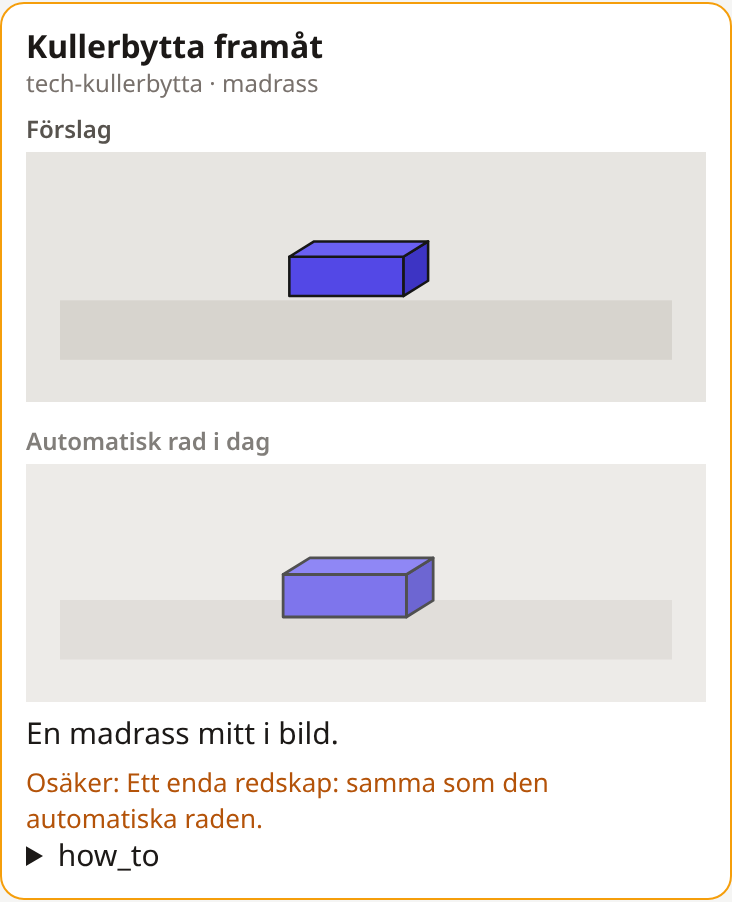 Kullerbytta framåt
tech-kullerbytta · madrass
Förslag
Automatisk rad i dag
En madrass mitt i bild.
Osäker: Ett enda redskap: samma som den
automatiska raden.
▶ how_to